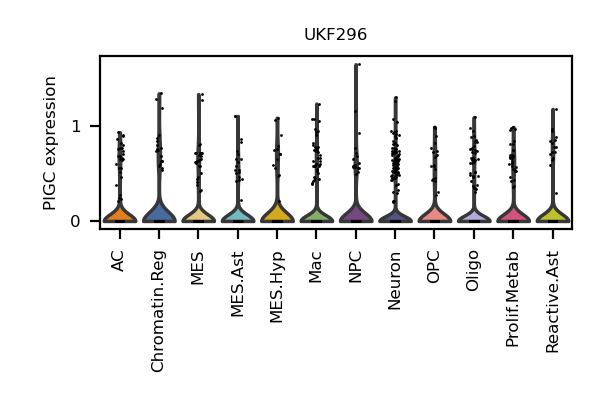 UKF296
PIGC expression
1
0
AC
Chromatin.Reg
MES
MES.Ast
MES.Hyp
Mac
NPC
Neuron
OPC
Oligo
Prolif.Metab
Reactive.Ast